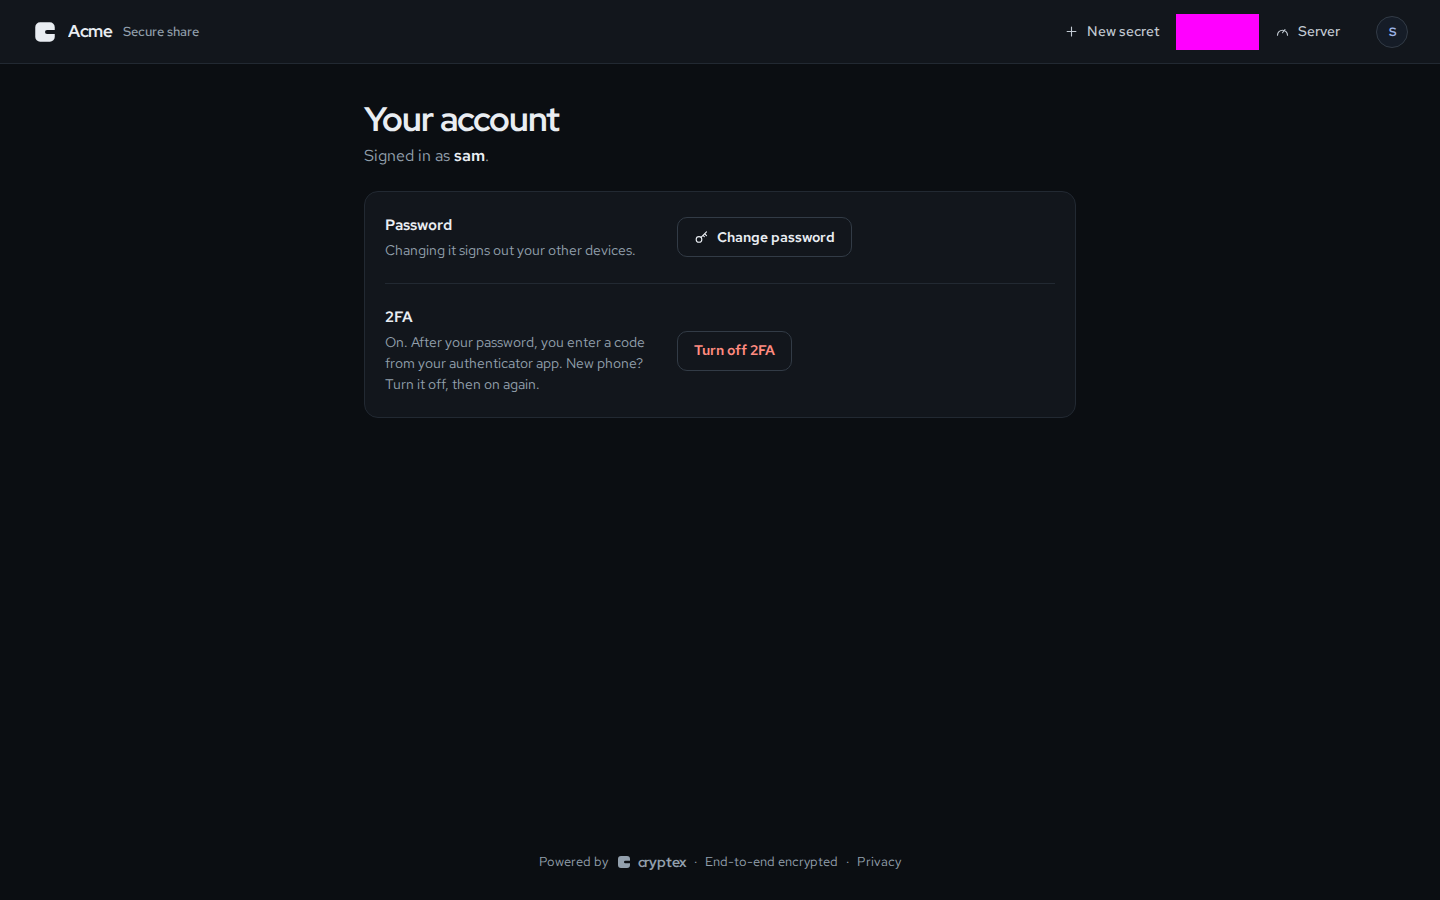 Acme Secure share
New secret
Server
S
Your account
Signed in as sam.
Password
Changing it signs out your other devices.
Change password
2FA
On. After your password, you enter a code
from your authenticator app. New phone?
Turn it off, then on again.
Turn off 2FA
Powered by cryptex · End-to-end encrypted · Privacy